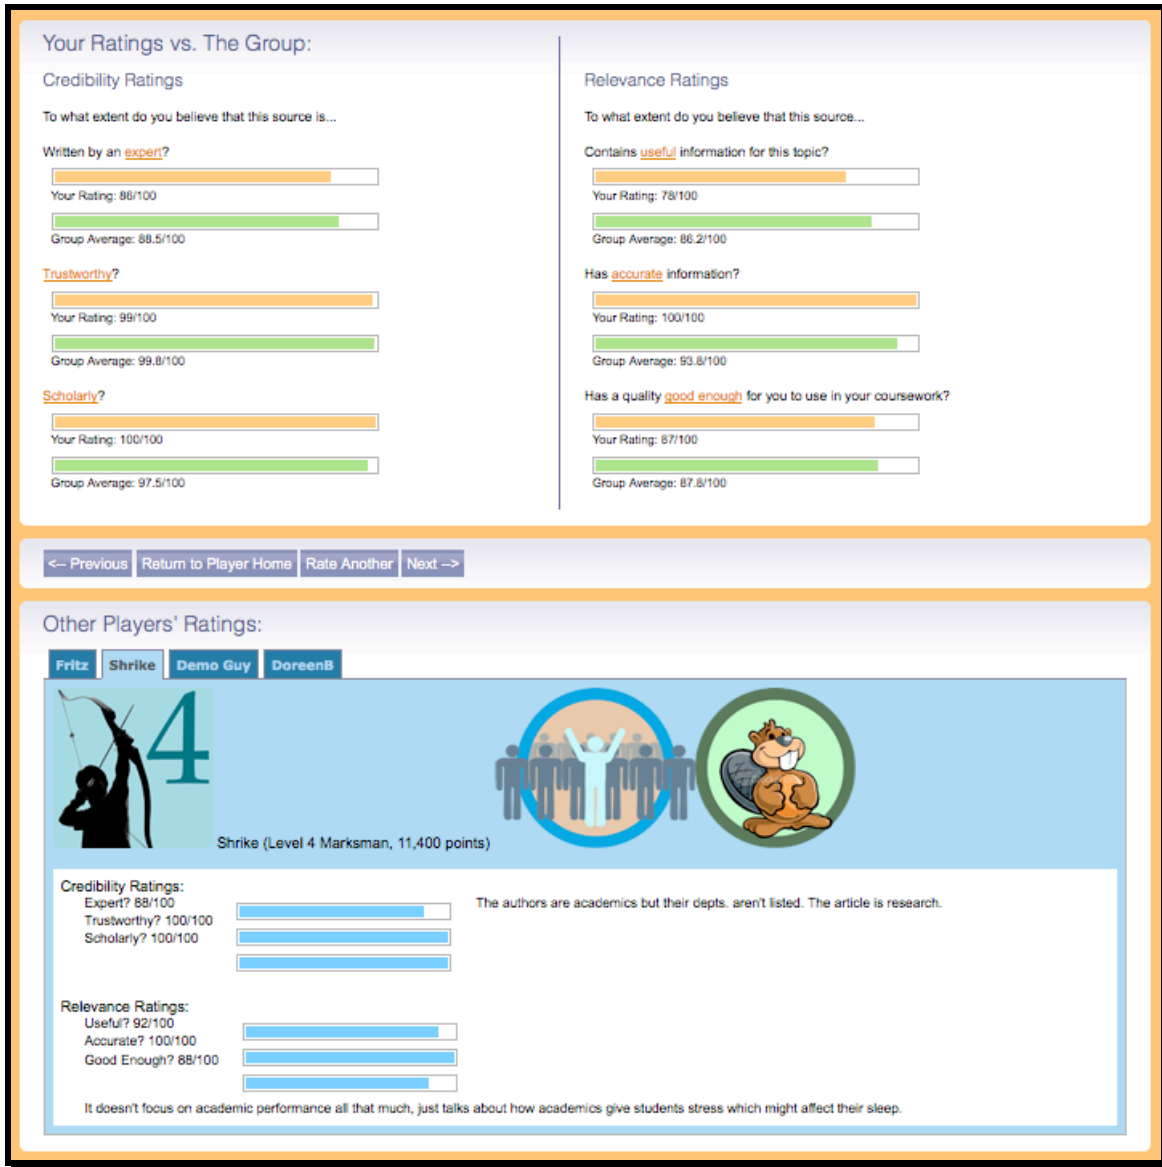 Your Ratings vs. The Group:
Credibility Ratings
To what extent do you believe that this source is...
Written by an expert?
Your Rating: 86/100
Group Average: 88.5/100
Trustworthy?
Your Rating: 99/100
Group Average: 99.8/100
Scholarly?
Your Rating: 100/100
Group Average: 97.5/100
Relevance Ratings
To what extent do you believe that this source...
Contains useful information for this topic?
Your Rating: 78/100
Group Average: 86.2/100
Has accurate information?
Your Rating: 100/100
Group Average: 93.8/100
Has a quality good enough for you to use in your coursework?
Your Rating: 87/100
Group Average: 87.8/100
<-- Previous Return to Player Home Rate Another Next -->
Other Players' Ratings:
Fritz Shrike Demo Guy DoreenB
4
Shrike (Level 4 Marksman, 11,400 points)
Credibility Ratings:
Expert? 88/100
Trustworthy? 100/100
Scholarly? 100/100
The authors are academics but their depts. aren't listed. The article is research.
Relevance Ratings:
Useful? 92/100
Accurate? 100/100
Good Enough? 88/100
It doesn't focus on academic performance all that much, just talks about how academics give students stress which might affect their sleep.